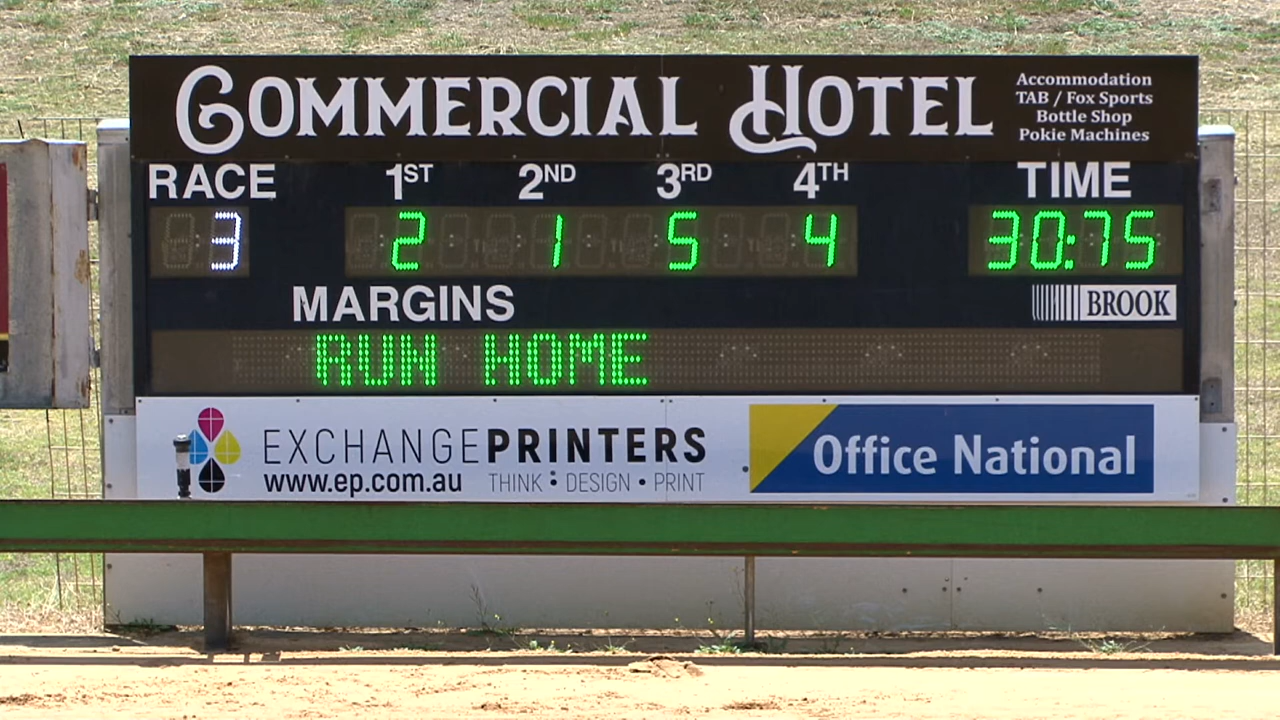 COMMERCIAL HOTEL
Accommodation
TAB / Fox Sports
Bottle Shop
Pokie Machines
RACE 1ST 2ND 3RD 4TH TIME
3 2 1 5 4 30:75
MARGINS
BROOK
RUN HOME
EXCHANGEPRINTERS
www.ep.com.au THINK : DESIGN • PRINT
Office National